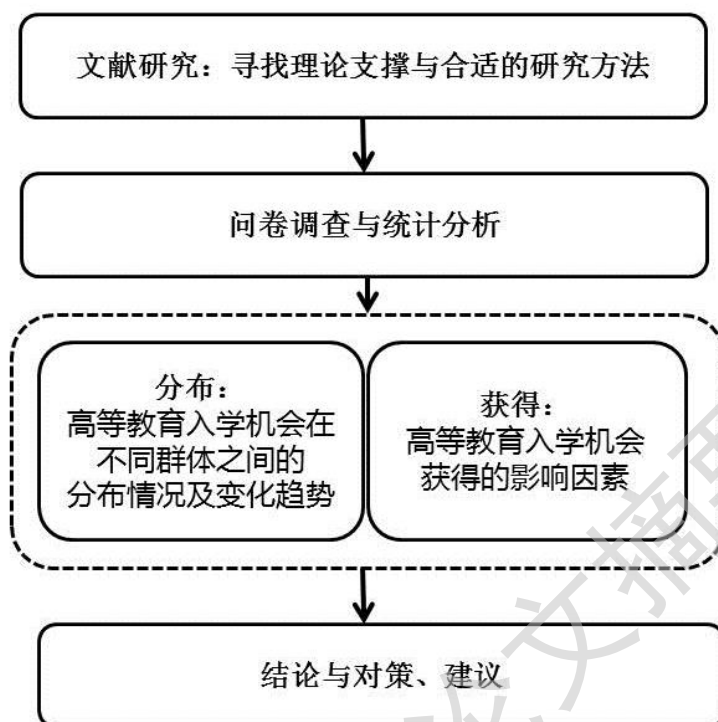 文献研究：寻找理论支撑与合适的研究方法
问卷调查与统计分析
分布：
高等教育入学机会在
不同群体之间的
分布情况及变化趋势
获得：
高等教育入学机会
获得的影响因素
结论与对策、建议
论文摘要